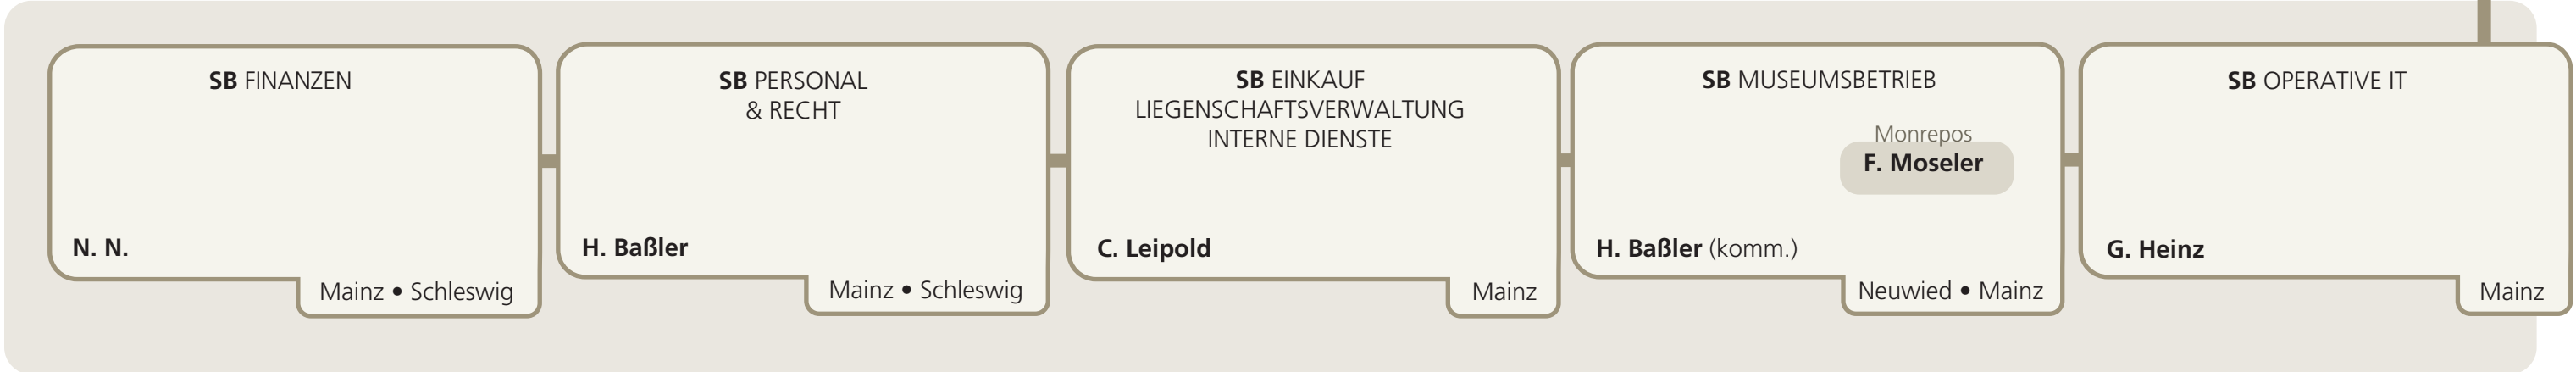 SB FINANZEN
N. N.
Mainz • Schleswig
SB PERSONAL
& RECHT
H. Baßler
Mainz • Schleswig
SB EINKAUF
LIEGENSCHAFTSVERWALTUNG
INTERNE DIENSTE
C. Leipold
Mainz
SB MUSEUMSBETRIEB
Monrepos
F. Moseler
H. Baßler (komm.)
Neuwied • Mainz
SB OPERATIVE IT
G. Heinz
Mainz